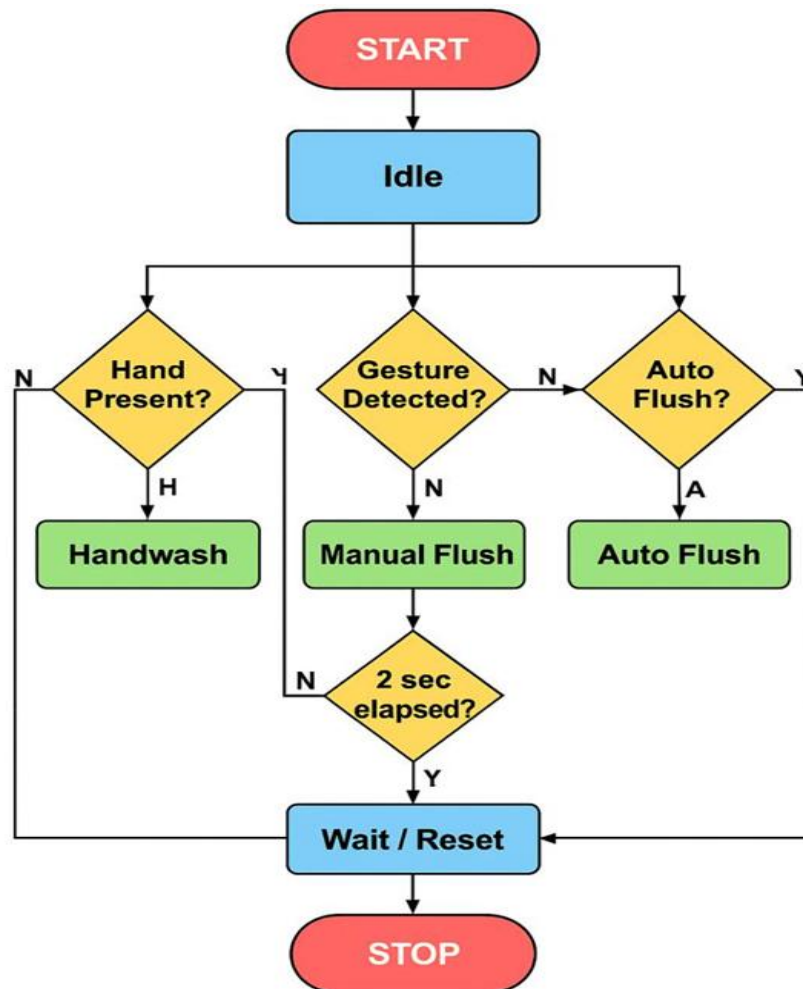 START
Idle
Hand
Present?
Gesture
Detected?
Auto
Flush?
N
N
Y
H
N
A
Handwash
Manual Flush
Auto Flush
N
2 sec
elapsed?
Y
Wait / Reset
STOP